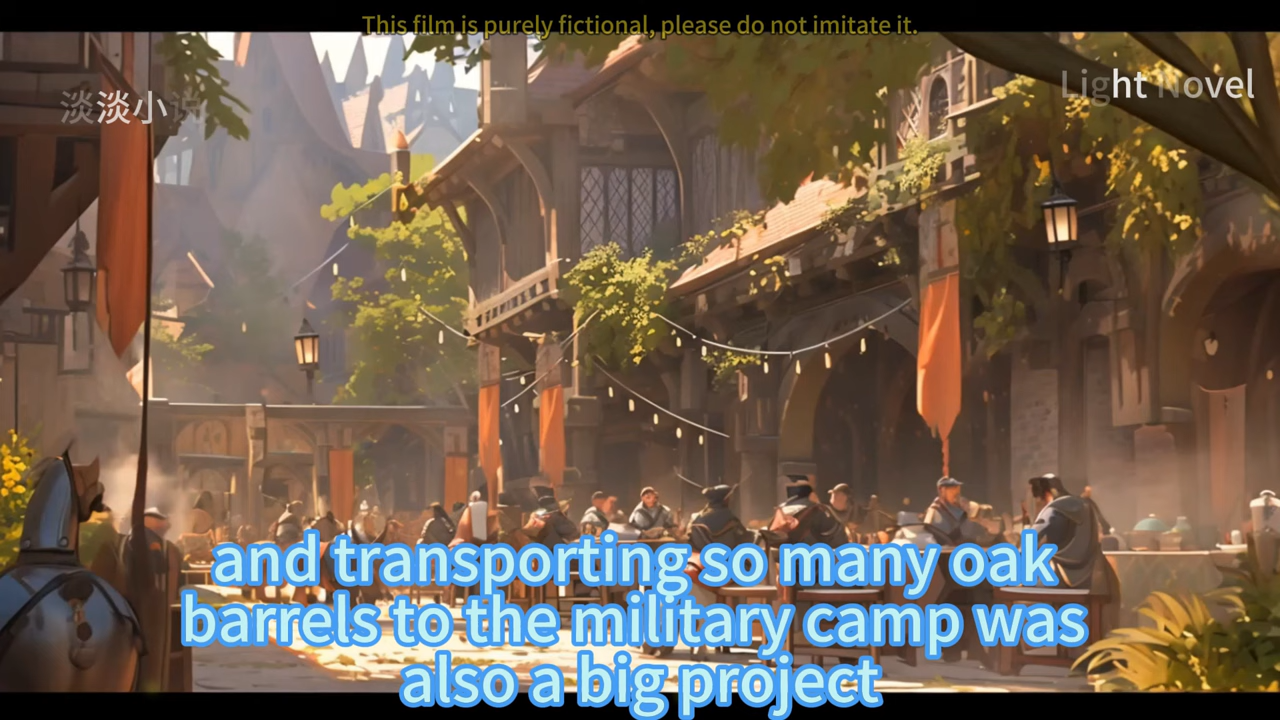 This film is purely fictional, please do not imitate it.
淡淡小说
Light Novel
and transporting so many oak
barrels to the military camp was
also a big project